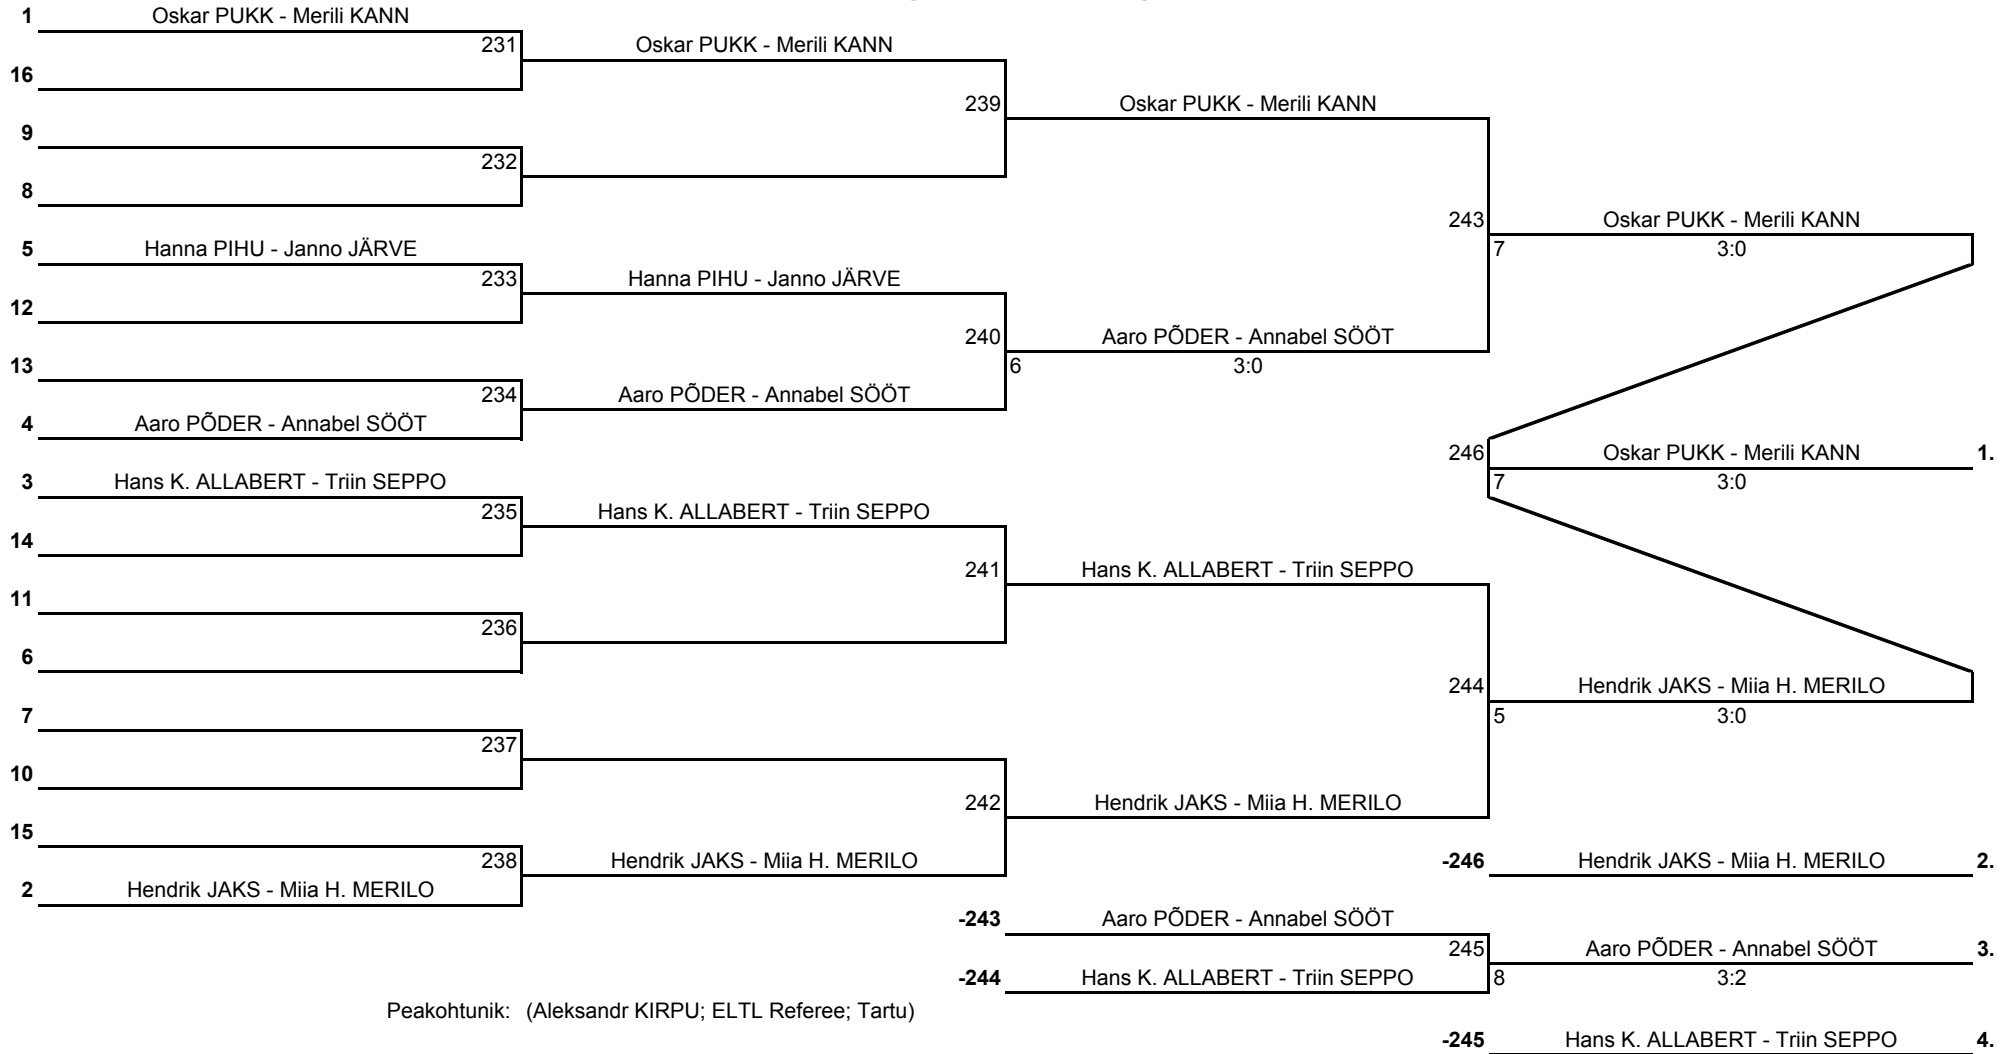 1 Oskar PUKK - Merili KANN
231 Oskar PUKK - Merili KANN
16
239 Oskar PUKK - Merili KANN
9
232
8
243 Oskar PUKK - Merili KANN
5 Hanna PIHU - Janno JÄRVE
7 3:0
233 Hanna PIHU - Janno JÄRVE
12
240 Aaro PÕDER - Annabel SÖÖT
13
6 3:0
234 Aaro PÕDER - Annabel SÖÖT
4 Aaro PÕDER - Annabel SÖÖT
246 Oskar PUKK - Merili KANN 1.
3 Hans K. ALLABERT - Triin SEPPO
7 3:0
235 Hans K. ALLABERT - Triin SEPPO
14
241 Hans K. ALLABERT - Triin SEPPO
11
236
6
244 Hendrik JAKS - Miia H. MERILO
7
5 3:0
237
10
242 Hendrik JAKS - Miia H. MERILO
15
238 Hendrik JAKS - Miia H. MERILO
-246 Hendrik JAKS - Miia H. MERILO 2.
2 Hendrik JAKS - Miia H. MERILO
-243 Aaro PÕDER - Annabel SÖÖT
245 Aaro PÕDER - Annabel SÖÖT 3.
-244 Hans K. ALLABERT - Triin SEPPO
8 3:2
Peakohtunik: (Aleksandr KIRPU; ELTL Referee; Tartu)
-245 Hans K. ALLABERT - Triin SEPPO 4.